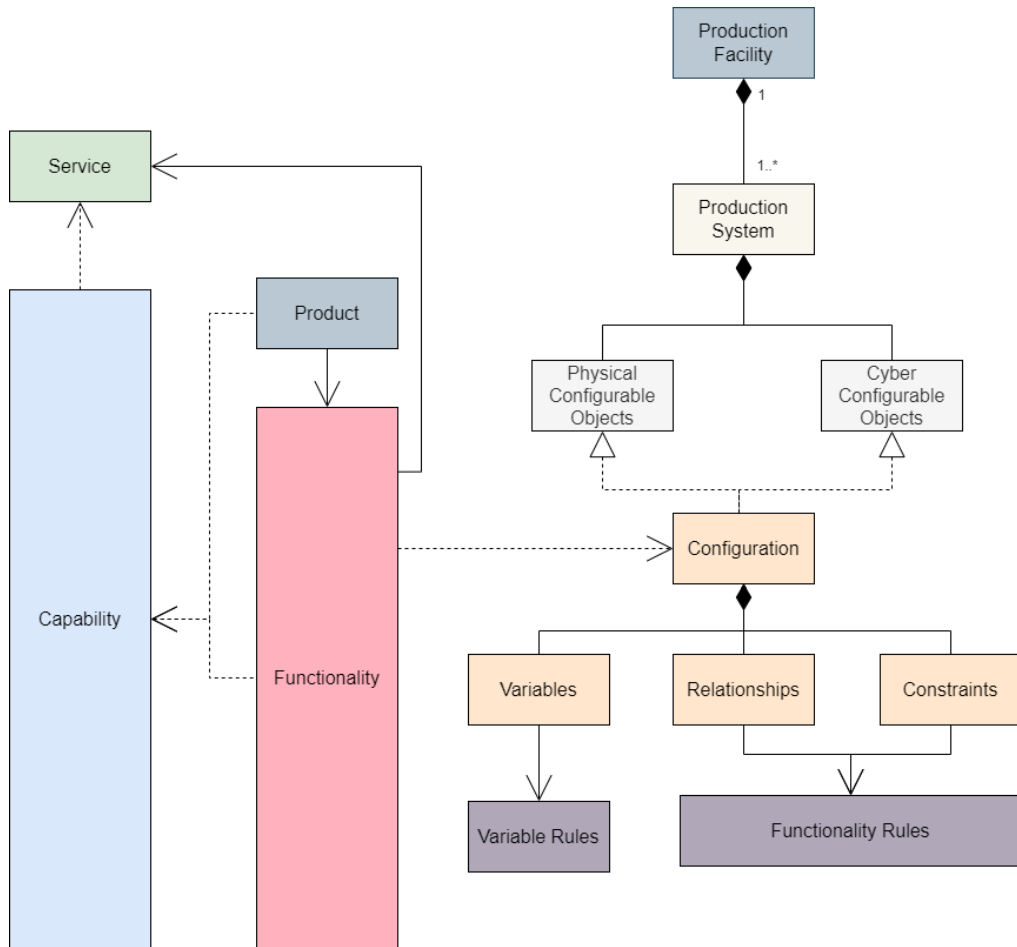 Production
Facility
1
1..*
Service
Production
System
Product
Physical
Configurable
Objects
Cyber
Configurable
Objects
Configuration
Capability
Functionality
Variables
Relationships
Constraints
Variable Rules
Functionality Rules